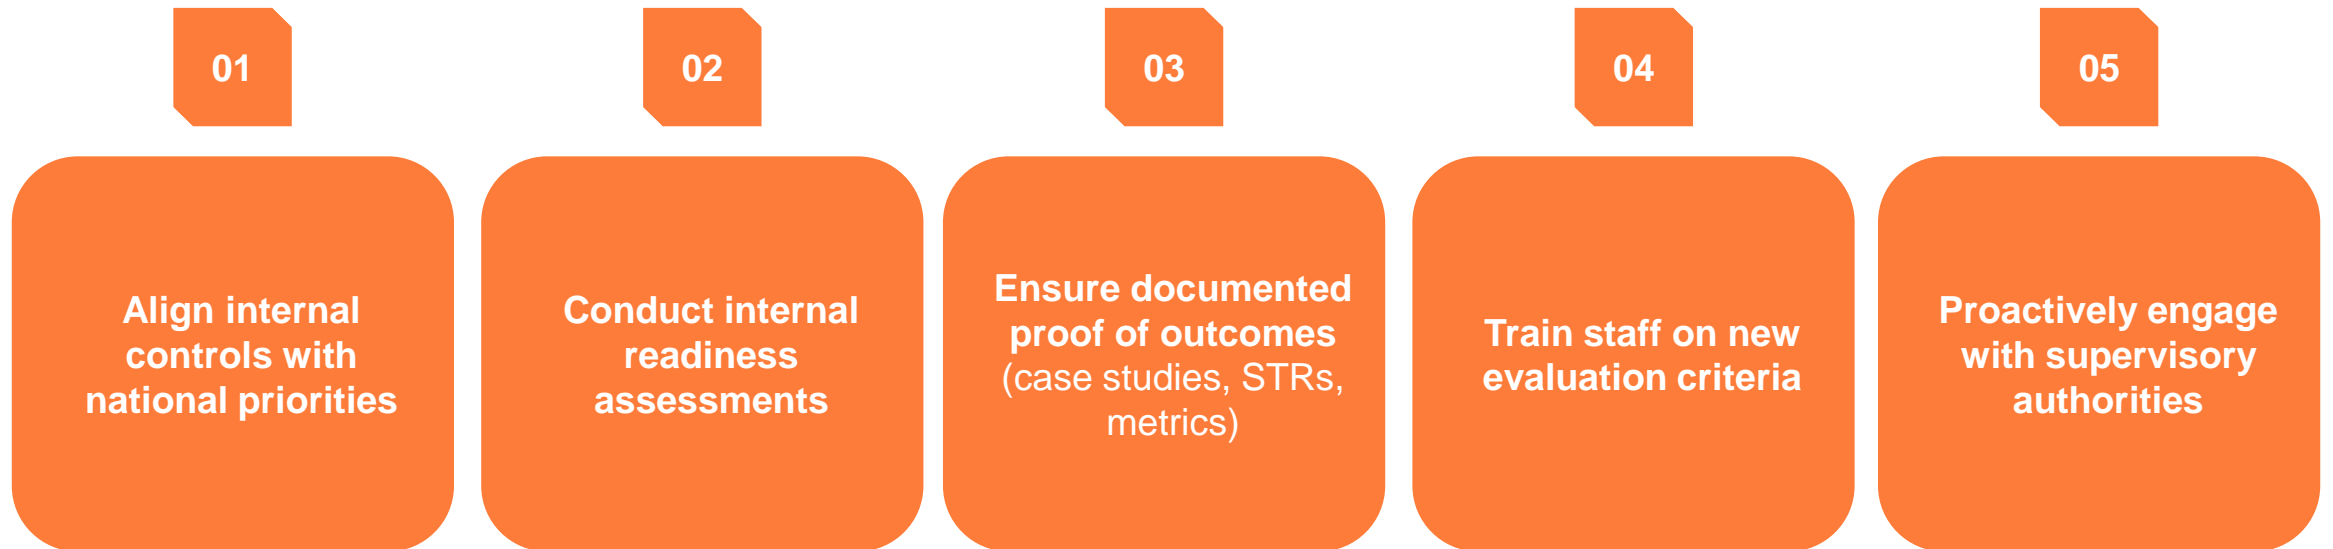 01
Align internal
controls with
national priorities
02
Conduct internal
readiness
assessments
03
Ensure documented
proof of outcomes
(case studies, STRs,
metrics)
04
Train staff on new
evaluation criteria
05
Proactively engage
with supervisory
authorities